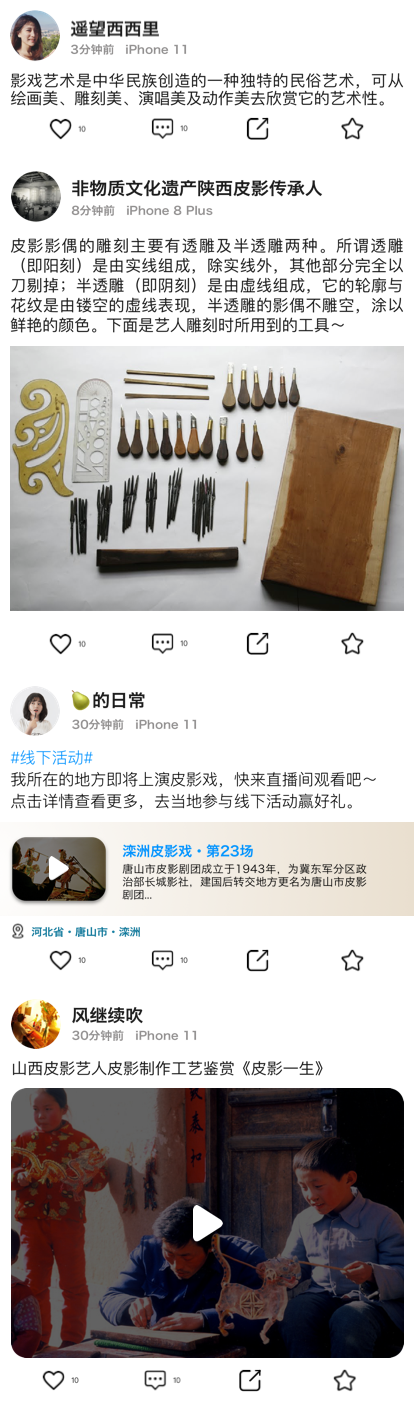 遥望西西里
3分钟前 iPhone 11
影戏艺术是中华民族创造的一种独特的民俗艺术，可从
绘画美、雕刻美、演唱美及动作美去欣赏它的艺术性。
10 10
非物质文化遗产陕西皮影传承人
8分钟前 iPhone 8 Plus
皮影影偶的雕刻主要有透雕及半透雕两种。所谓透雕
（即阳刻）是由实线组成，除实线外，其他部分完全以
刀剔掉；半透雕（即阴刻）是由虚线组成，它的轮廓与
花纹是由镂空的虚线表现，半透雕的影偶不雕空，涂以
鲜艳的颜色。下面是艺人雕刻时所用到的工具～
10 10
🍐的日常
30分钟前 iPhone 11
#线下活动#
我所在的地方即将上演皮影戏，快来直播间观看吧～
点击详情查看更多，去当地参与线下活动赢好礼。
滦洲皮影戏・第23场
唐山市皮影剧团成立于1943年，为冀东军分区政
治部长城影社，建国后转交地方更名为唐山市皮影
剧团...
河北省・唐山市・滦洲
10 10
风继续吹
30分钟前 iPhone 11
山西皮影艺人皮影制作工艺鉴赏《皮影一生》
10 10